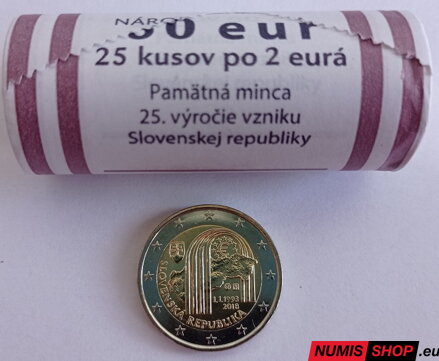 NÁROD
50 eur
25 kusov po 2 eurá
Pamätná minca
25. výročie vzniku
Slovenskej republiky
SLOVENSKÁ REPUBLIKA
1.1.1993
2018
NUMIS SHOP.eu